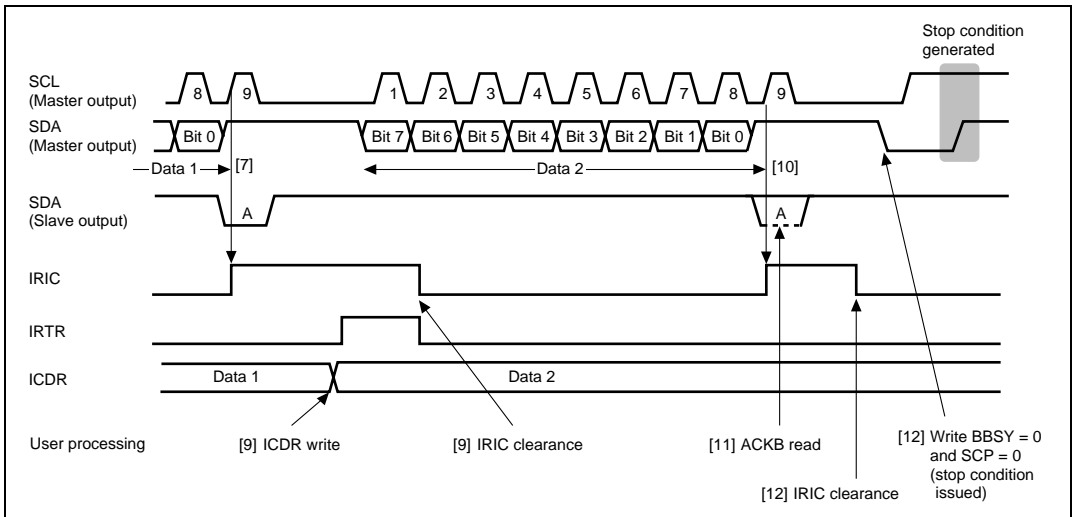 Stop condition
generated
SCL
(Master output)
8 9 1 2 3 4 5 6 7 8 9
SDA
(Master output)
Bit 0 Bit 7 Bit 6 Bit 5 Bit 4 Bit 3 Bit 2 Bit 1 Bit 0
Data 1 [7] Data 2 [10]
SDA
(Slave output)
A A
IRIC
IRTR
ICDR Data 1 Data 2
User processing [9] ICDR write [9] IRIC clearance [11] ACKB read
[12] Write BBSY = 0
and SCP = 0
(stop condition
issued)
[12] IRIC clearance